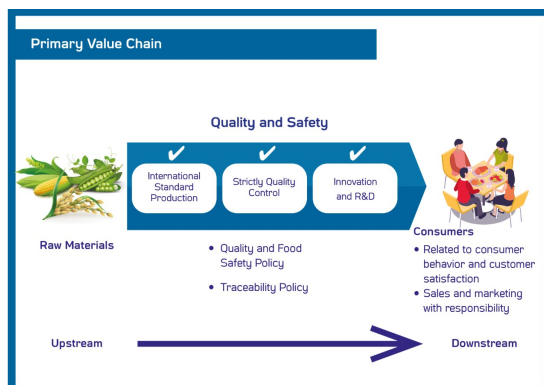 Primary Value Chain
Quality and Safety
International
Standard
Production
Strictly Quality
Control
Innovation
and R&D
Raw Materials
• Quality and Food
Safety Policy
• Traceability Policy
Consumers
• Related to consumer
behavior and customer
satisfaction
• Sales and marketing
with responsibility
Upstream
Downstream